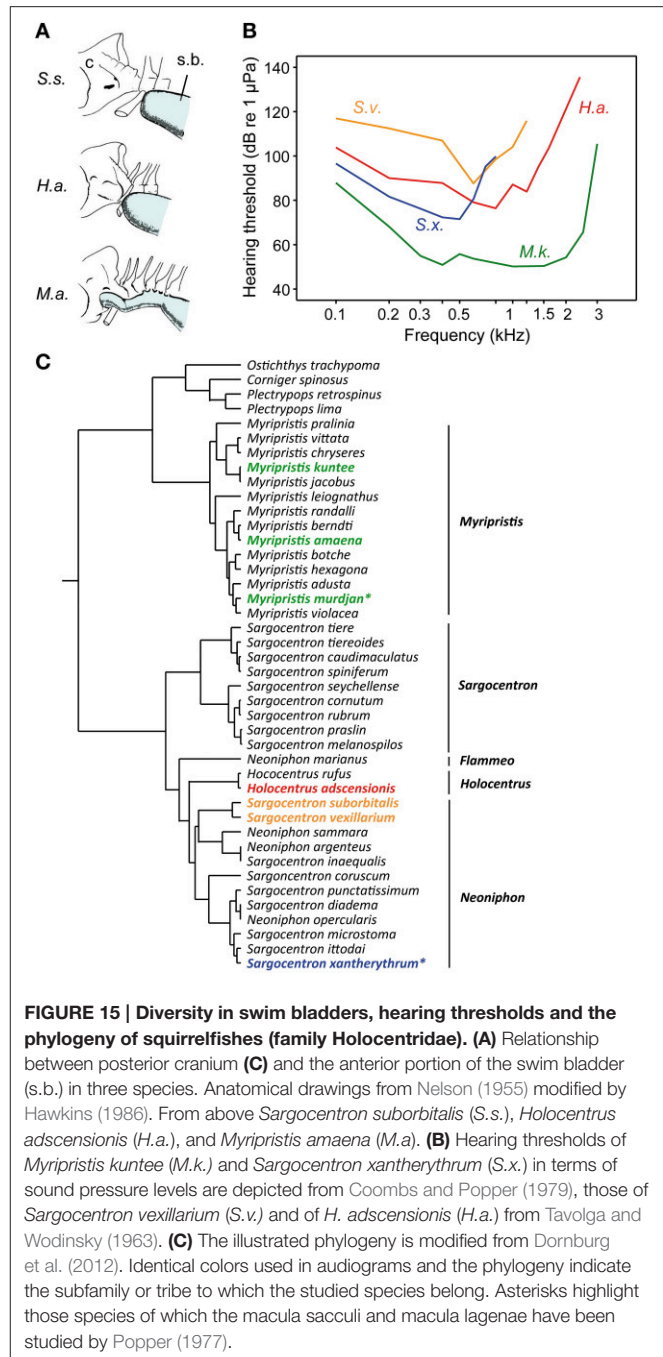 A
S.s.
c
s.b.
H.a.
M.a.
B
Hearing threshold (dB re 1 µPa)
140
120
100
80
60
40
S.v.
H.a.
S.x.
M.k.
0.1 0.2 0.3 0.5 1 1.5 2 3
Frequency (kHz)
C
Ostichthys trachypoma
Corniger spinosus
Plectrypops retrospinus
Plectrypops lima
Myripristis pralinia
Myripristis vittata
Myripristis chryseres
Myripristis kuntee
Myripristis jacobus
Myripristis leiognathus
Myripristis randalli
Myripristis berndti
Myripristis amaena
Myripristis botche
Myripristis hexagona
Myripristis adusta
Myripristis murdjan*
Myripristis violacea
Myripristis
Sargocentron tiere
Sargocentron tiereoides
Sargocentron caudimaculatus
Sargocentron spiniferum
Sargocentron seychellense
Sargocentron cornutum
Sargocentron rubrum
Sargocentron praslin
Sargocentron melanospilos
Sargocentron
Neoniphon marianus
Flammeo
Hococentrus rufus
Holocentrus adscensionis
Holocentrus
Sargocentron suborbitalis
Sargocentron vexillarium
Neoniphon sammara
Neoniphon argenteus
Sargocentron inaequalis
Sargoncentron coruscum
Sargocentron punctatissimum
Sargocentron diadema
Neoniphon opercularis
Sargocentron microstoma
Sargocentron ittodai
Sargocentron xantherythrum*
Neoniphon
FIGURE 15 | Diversity in swim bladders, hearing thresholds and the
phylogeny of squirrelfishes (family Holocentridae). (A) Relationship
between posterior cranium (C) and the anterior portion of the swim bladder
(s.b.) in three species. Anatomical drawings from Nelson (1955) modified by
Hawkins (1986). From above Sargocentron suborbitalis (S.s.), Holocentrus
adscensionis (H.a.), and Myripristis amaena (M.a). (B) Hearing thresholds of
Myripristis kuntee (M.k.) and Sargocentron xantherythrum (S.x.) in terms of
sound pressure levels are depicted from Coombs and Popper (1979), those of
Sargocentron vexillarium (S.v.) and of H. adscensionis (H.a.) from Tavolga and
Wodinsky (1963). (C) The illustrated phylogeny is modified from Dornburg
et al. (2012). Identical colors used in audiograms and the phylogeny indicate
the subfamily or tribe to which the studied species belong. Asterisks highlight
those species of which the macula sacculi and macula lagenae have been
studied by Popper (1977).